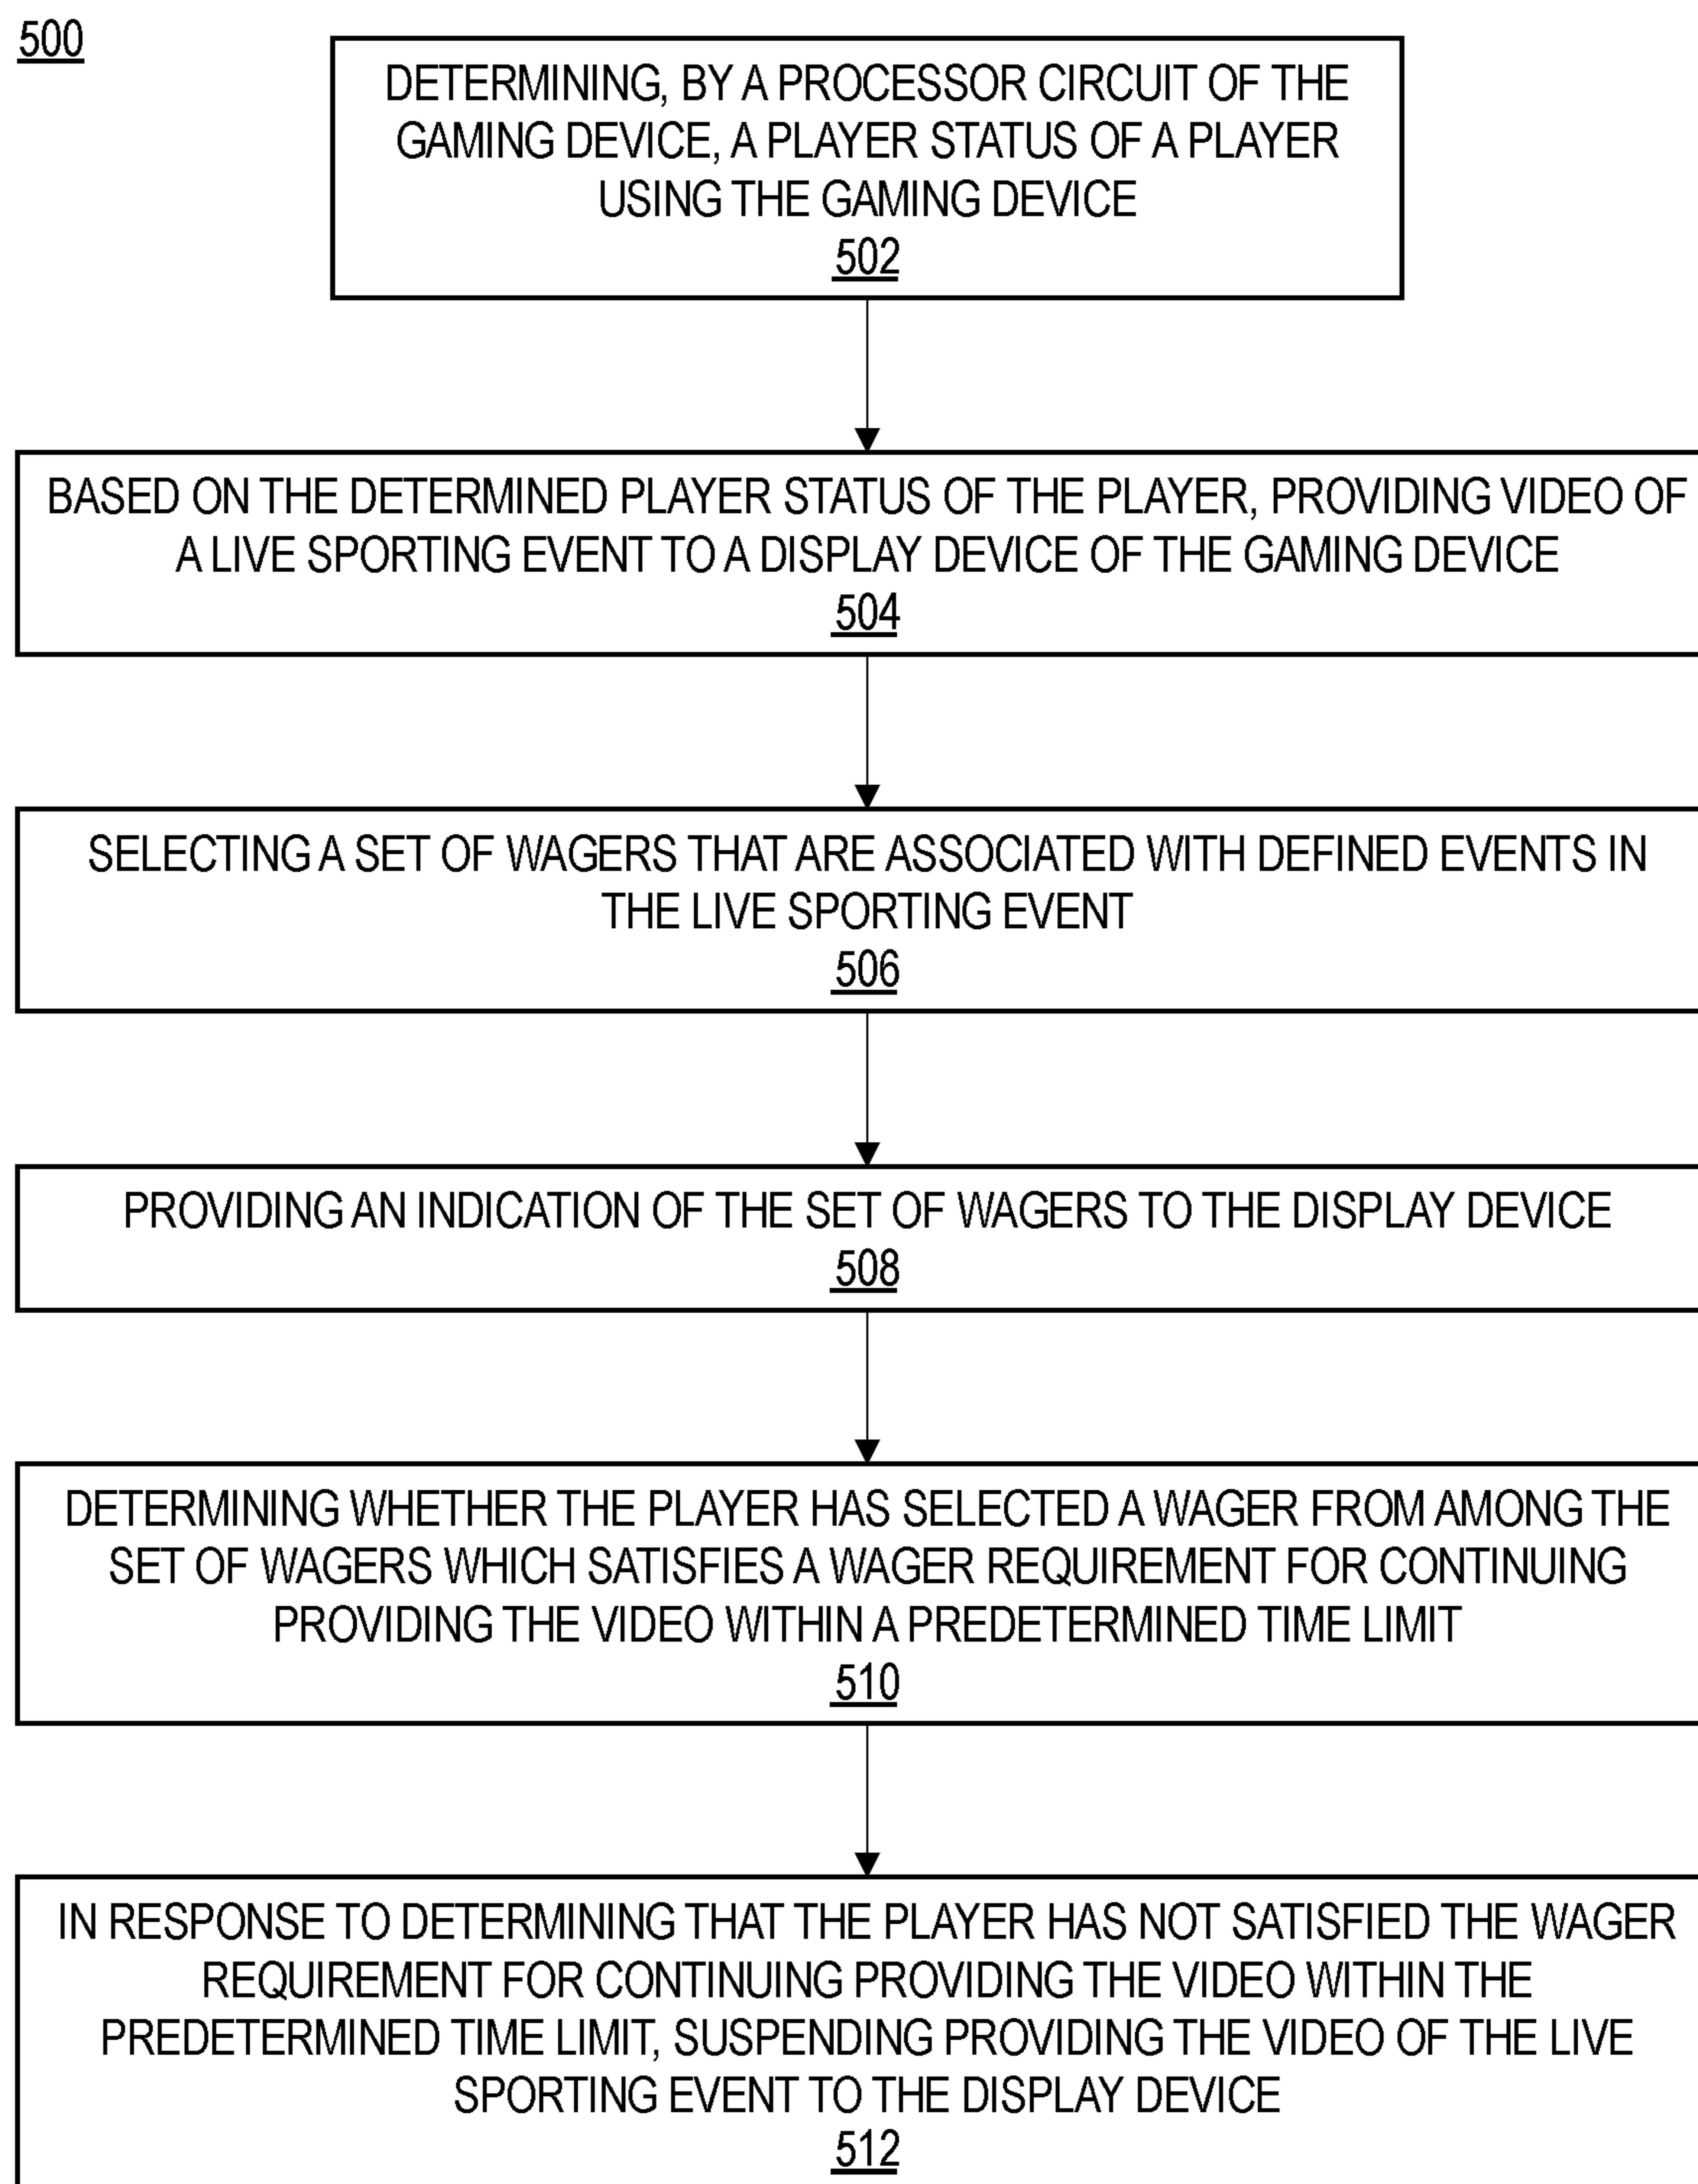 500
DETERMINING, BY A PROCESSOR CIRCUIT OF THE
GAMING DEVICE, A PLAYER STATUS OF A PLAYER
USING THE GAMING DEVICE
502
BASED ON THE DETERMINED PLAYER STATUS OF THE PLAYER, PROVIDING VIDEO OF
A LIVE SPORTING EVENT TO A DISPLAY DEVICE OF THE GAMING DEVICE
504
SELECTING A SET OF WAGERS THAT ARE ASSOCIATED WITH DEFINED EVENTS IN
THE LIVE SPORTING EVENT
506
PROVIDING AN INDICATION OF THE SET OF WAGERS TO THE DISPLAY DEVICE
508
DETERMINING WHETHER THE PLAYER HAS SELECTED A WAGER FROM AMONG THE
SET OF WAGERS WHICH SATISFIES A WAGER REQUIREMENT FOR CONTINUING
PROVIDING THE VIDEO WITHIN A PREDETERMINED TIME LIMIT
510
IN RESPONSE TO DETERMINING THAT THE PLAYER HAS NOT SATISFIED THE WAGER
REQUIREMENT FOR CONTINUING PROVIDING THE VIDEO WITHIN THE
PREDETERMINED TIME LIMIT, SUSPENDING PROVIDING THE VIDEO OF THE LIVE
SPORTING EVENT TO THE DISPLAY DEVICE
512